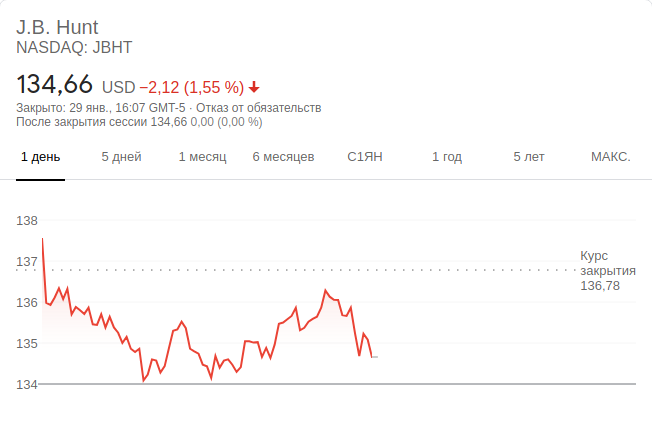 J.B. Hunt
NASDAQ: JBHT
134,66 USD −2,12 (1,55 %)
Закрыто: 29 янв., 16:07 GMT-5 · Отказ от обязательств
После закрытия сессии 134,66 0,00 (0,00 %)
1 день 5 дней 1 месяц 6 месяцев С1ЯН 1 год 5 лет МАКС.
138
137
136
135
134
Курс
закрытия
136,78